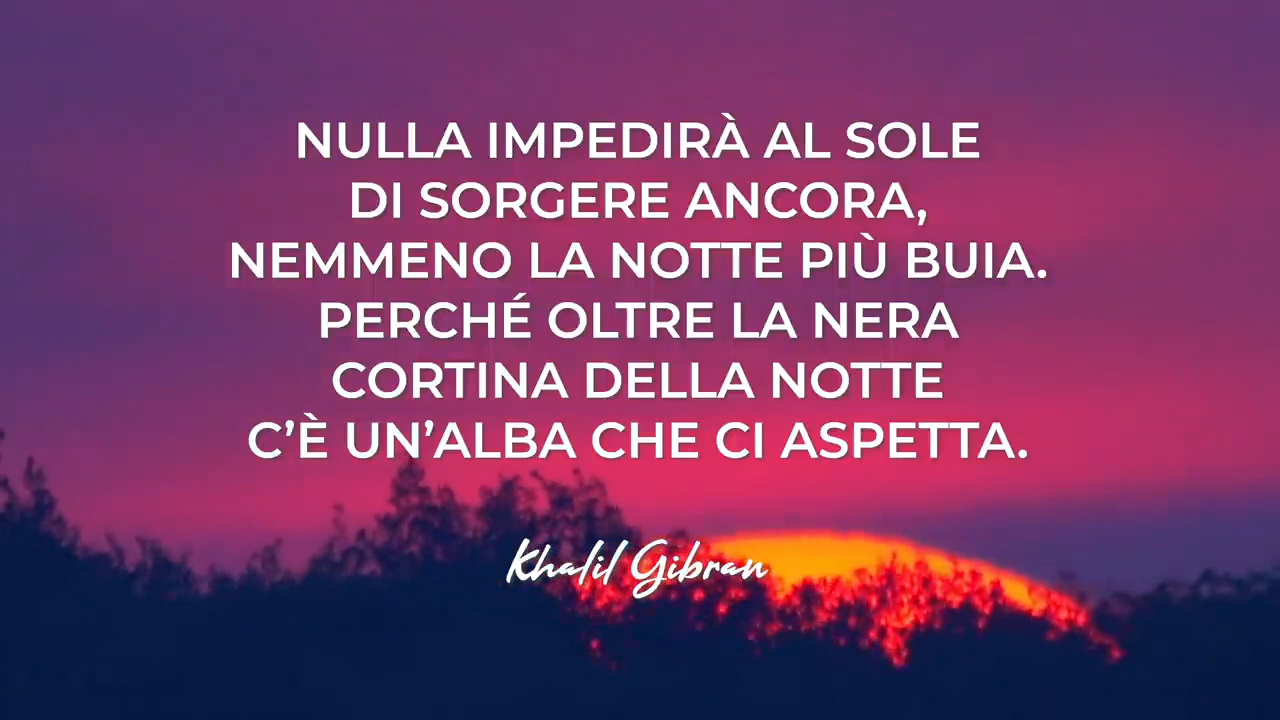 NULLA IMPEDIRÀ AL SOLE
DI SORGERE ANCORA,
NEMMENO LA NOTTE PIÙ BUIA.
PERCHÉ OLTRE LA NERA
CORTINA DELLA NOTTE
C’È UN’ALBA CHE CI ASPETTA.
Khalil Gibran